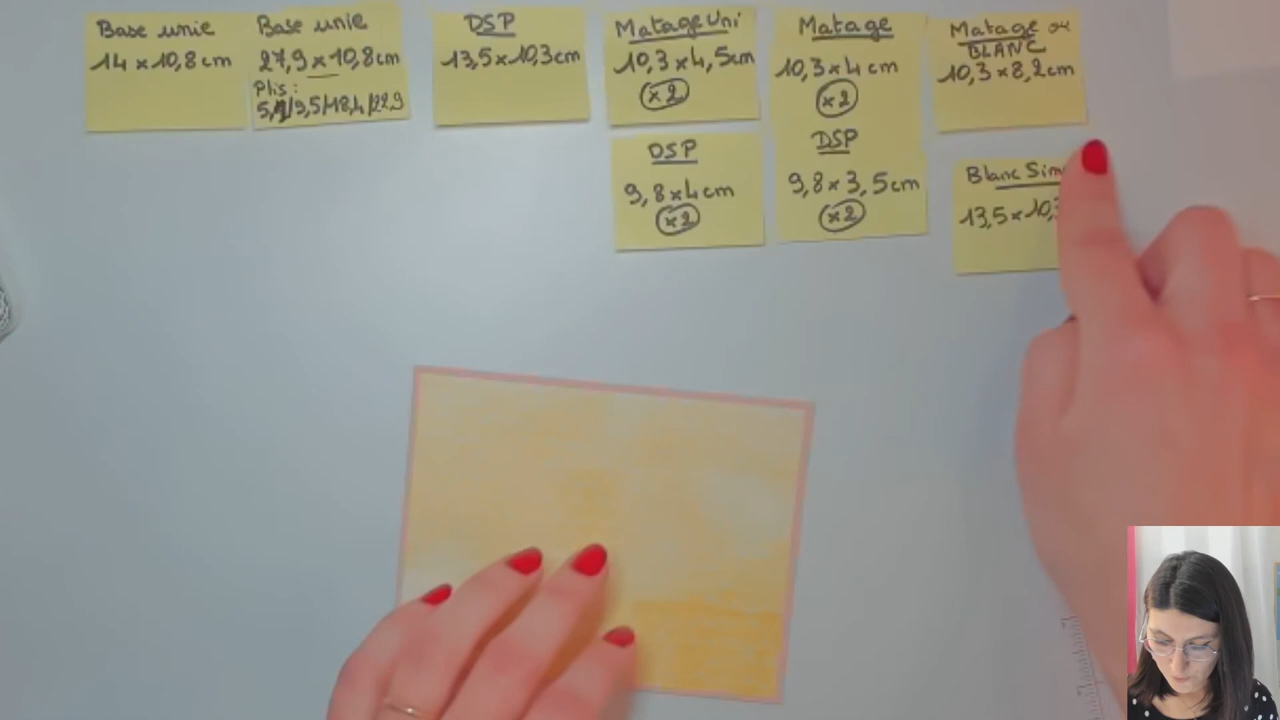 Base unie
14 x 10,8 cm
Base unie
27,9 x 10,8 cm
Plis :
5,4/9,5/18,4/22,9
DSP
13,5 x 10,3 cm
Matage Uni
10,3 x 4,5 cm
x2
DSP
9,8 x 4 cm
x2
Matage
10,3 x 4 cm
x2
DSP
9,8 x 3,5 cm
x2
Matage ou
BLANC
10,3 x 8,2 cm
Blanc
13,5 x